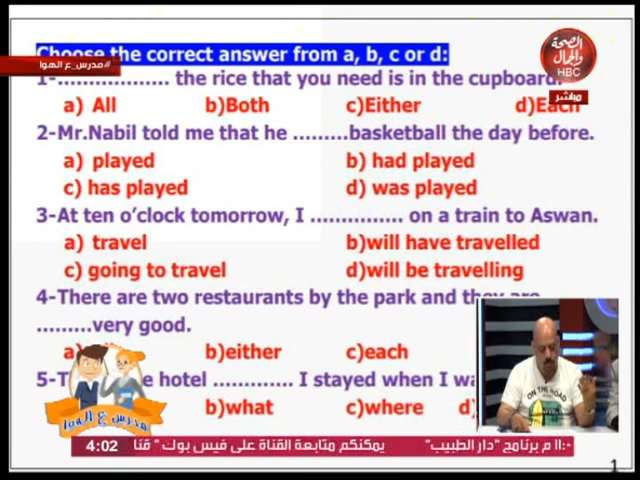 Choose the correct answer from a, b, c or d:
#مدرس_ع الهوا
الصحة
والجمال
HBC
مباشر
1-.................. the rice that you need is in the cupboard.
a) All b)Both c)Either d)Each
2-Mr.Nabil told me that he .........basketball the day before.
a) played b) had played
c) has played d) was played
3-At ten o’clock tomorrow, I ............... on a train to Aswan.
a) travel b)will have travelled
c) going to travel d)will be travelling
4-There are two restaurants by the park and they are
.........very good.
a) b)either c)each
5- hotel ............. I stayed when I
b)what c)where d)
ON THE ROAD
مدرس ع الهوا
4:02 م برنامج "دار الطبيب" يمكنكم متابعة القناة على فيس بوك "
1